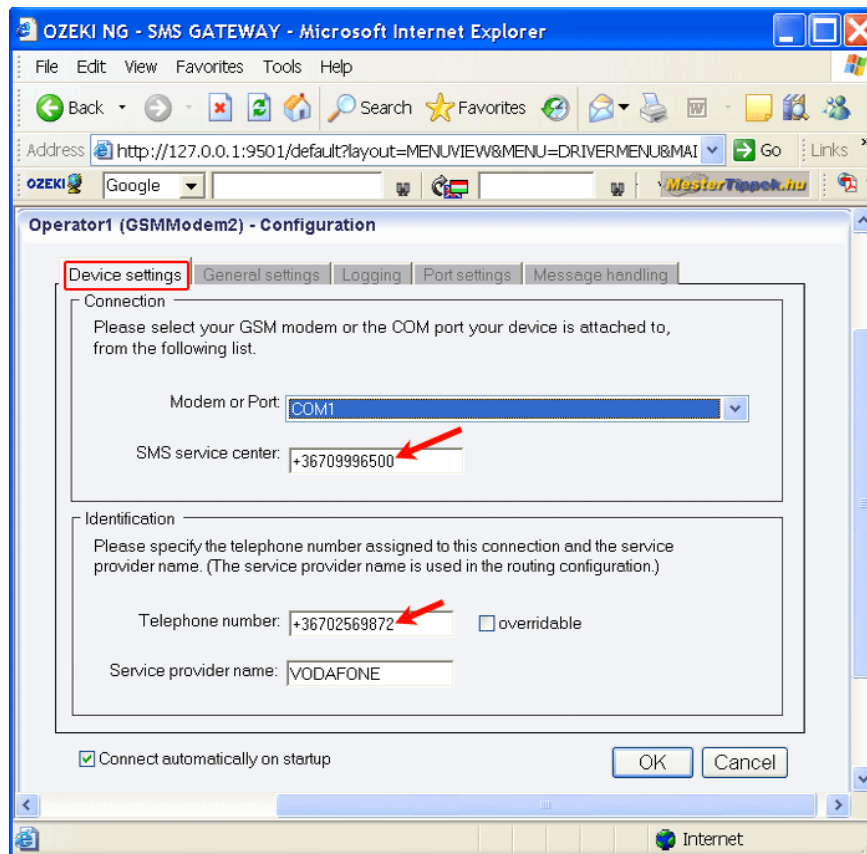 OZEKI NG - SMS GATEWAY - Microsoft Internet Explorer
File Edit View Favorites Tools Help
Back Search Favorites
Address http://127.0.0.1:9501/default?layout=MENUVIEW&MENU=DRIVERMENU&MAI Go Links »
OZEKI Google MesterTippek.hu
Operator1 (GSMModem2) - Configuration
Device settings General settings Logging Port settings Message handling
Connection
Please select your GSM modem or the COM port your device is attached to,
from the following list.
Modem or Port: COM1
SMS service center: +36709996500
Identification
Please specify the telephone number assigned to this connection and the service
provider name. (The service provider name is used in the routing configuration.)
Telephone number: +36702569872 overridable
Service provider name: VODAFONE
Connect automatically on startup OK Cancel
Internet